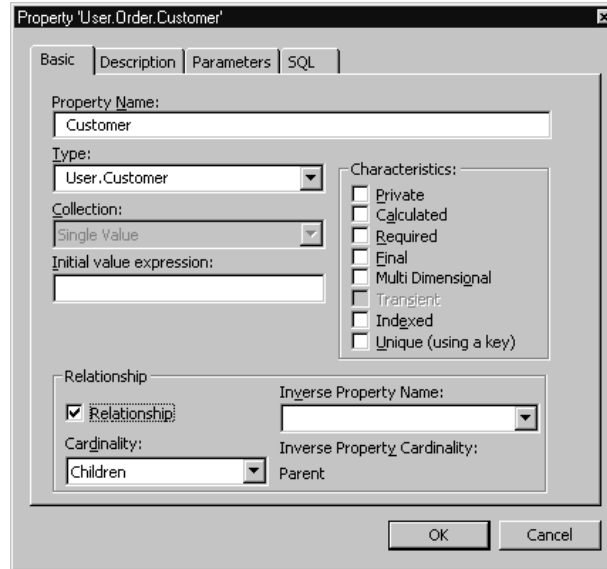 Property 'User.Order.Customer'
Basic Description Parameters SQL
Property Name:
Customer
Type:
User.Customer
Collection:
Single Value
Initial value expression:
Characteristics:
Private
Calculated
Required
Final
Multi Dimensional
Transient
Indexed
Unique (using a key)
Relationship
Relationship
Inverse Property Name:
Cardinality:
Children
Inverse Property Cardinality:
Parent
OK Cancel